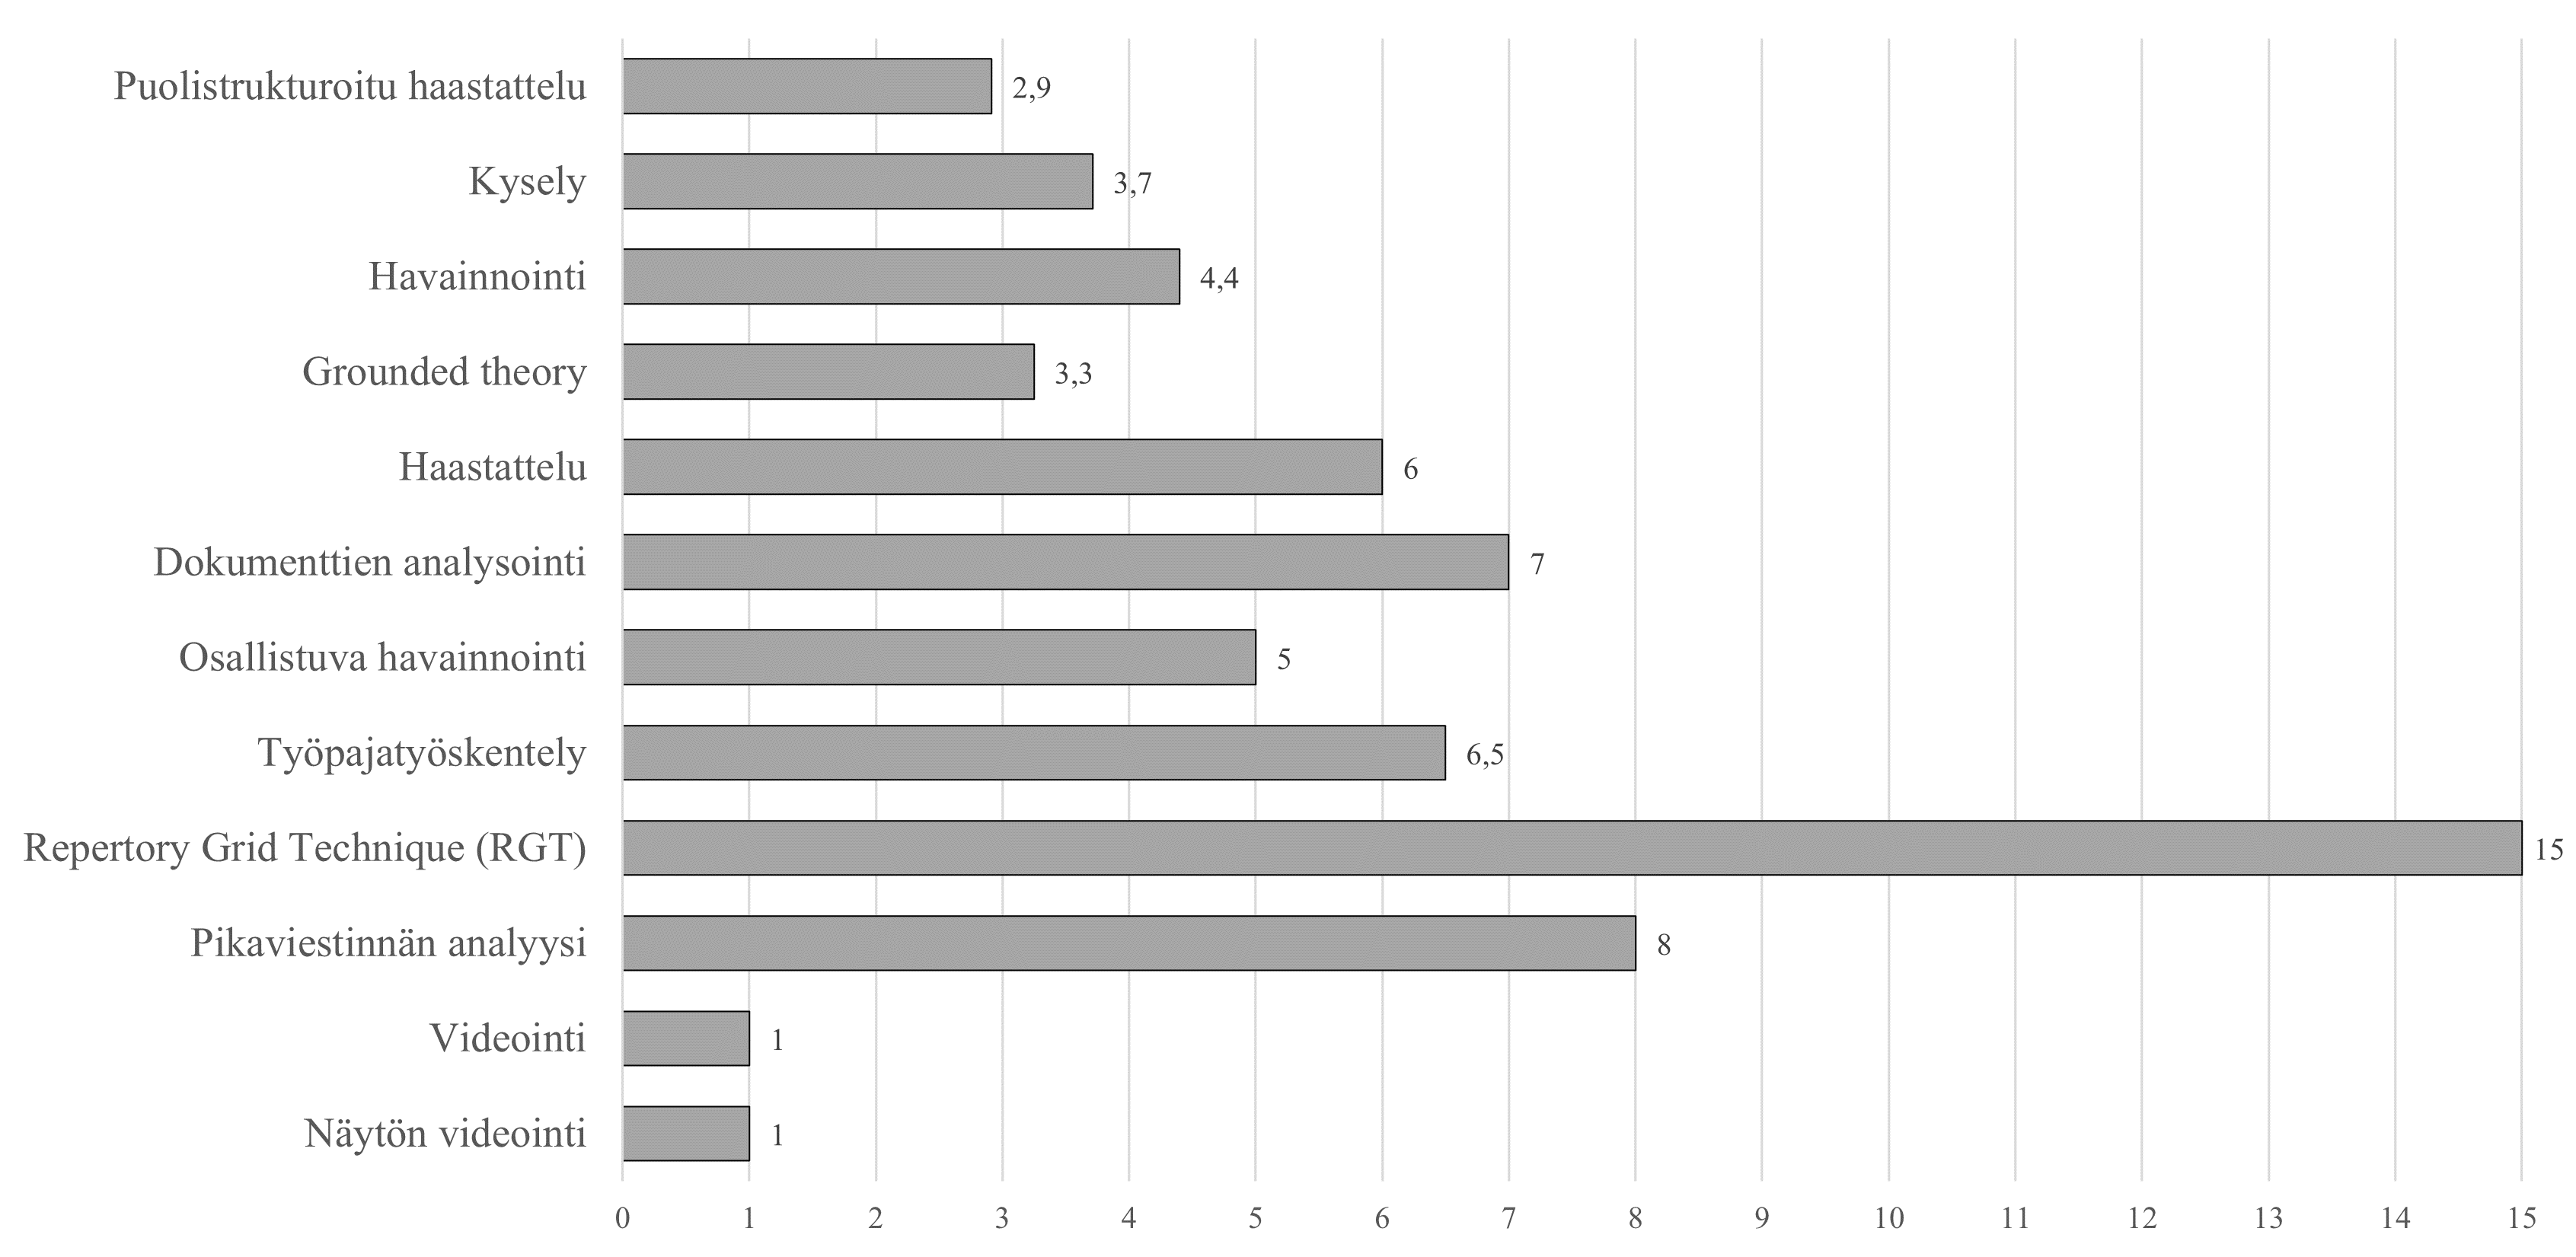 Puolistrukturoitu haastattelu 2,9
Kysely 3,7
Havainnointi 4,4
Grounded theory 3,3
Haastattelu 6
Dokumenttien analysointi 7
Osallistuva havainnointi 5
Työpajatyöskentely 6,5
Repertory Grid Technique (RGT) 15
Pikaviestinnän analyysi 8
Videointi 1
Näytön videointi 1
0 1 2 3 4 5 6 7 8 9 10 11 12 13 14 15